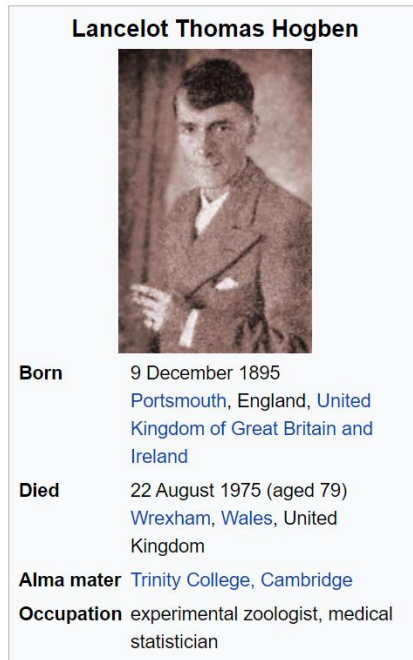 Lancelot Thomas Hogben
Born 9 December 1895
Portsmouth, England, United
Kingdom of Great Britain and
Ireland
Died 22 August 1975 (aged 79)
Wrexham, Wales, United
Kingdom
Alma mater Trinity College, Cambridge
Occupation experimental zoologist, medical
statistician